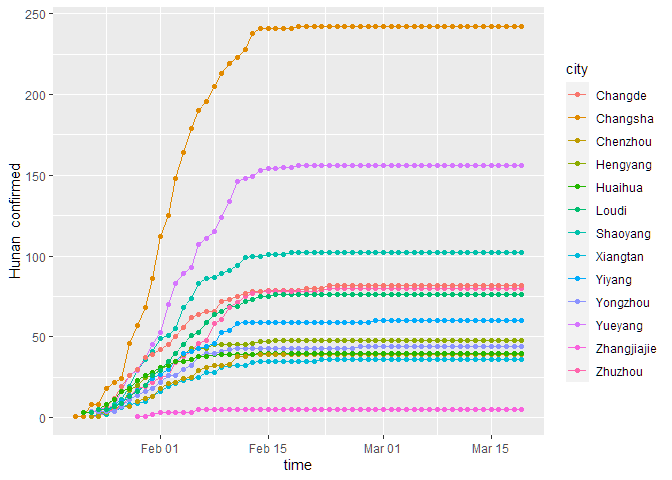 250
200
150
100
50
0
Hunan confirmed
Feb 01
Feb 15
Mar 01
Mar 15
time
city
Changde
Changsha
Chenzhou
Hengyang
Huaihua
Loudi
Shaoyang
Xiangtan
Yiyang
Yongzhou
Yueyang
Zhangjiajie
Zhuzhou